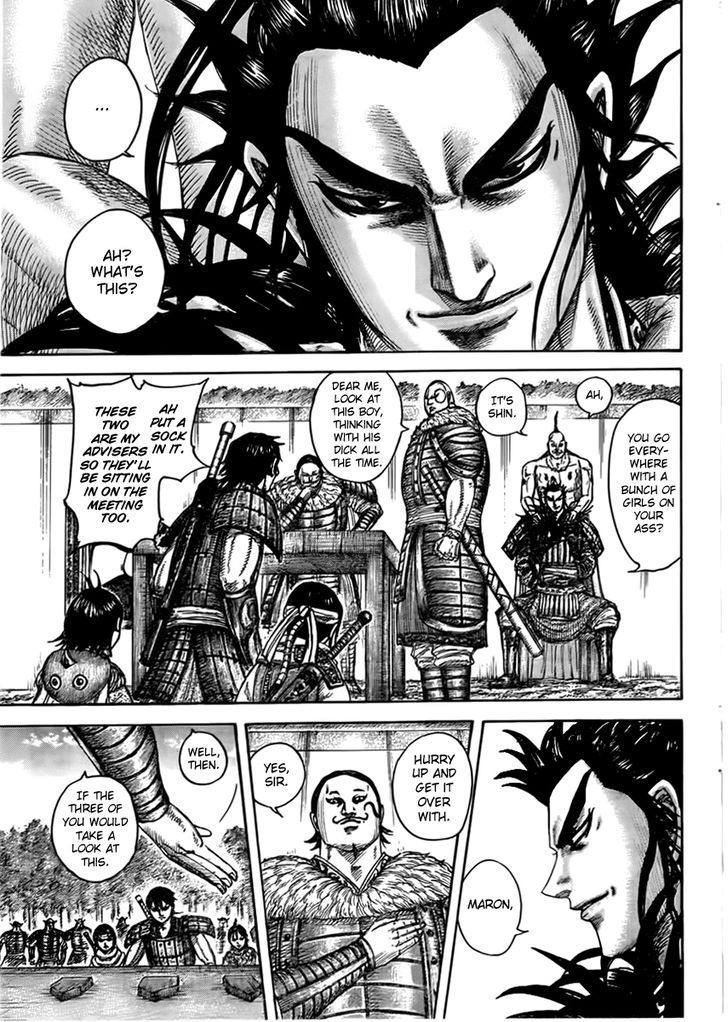 ...
AH?
WHAT'S
THIS?
AH,
IT'S
SHIN.
YOU GO
EVERY-
WHERE
WITH A
BUNCH OF
GIRLS ON
YOUR
ASS?
DEAR ME,
LOOK AT
THIS BOY,
THINKING
WITH HIS
DICK ALL
THE TIME.
AH
PUT A
SOCK
IN IT.
THESE
TWO
ARE MY
ADVISERS
SO THEY'LL
BE SITTING
IN ON THE
MEETING
TOO.
MARON,
HURRY
UP AND
GET IT
OVER
WITH.
YES,
SIR.
WELL,
THEN.
IF THE
THREE OF
YOU WOULD
TAKE A
LOOK AT
THIS.